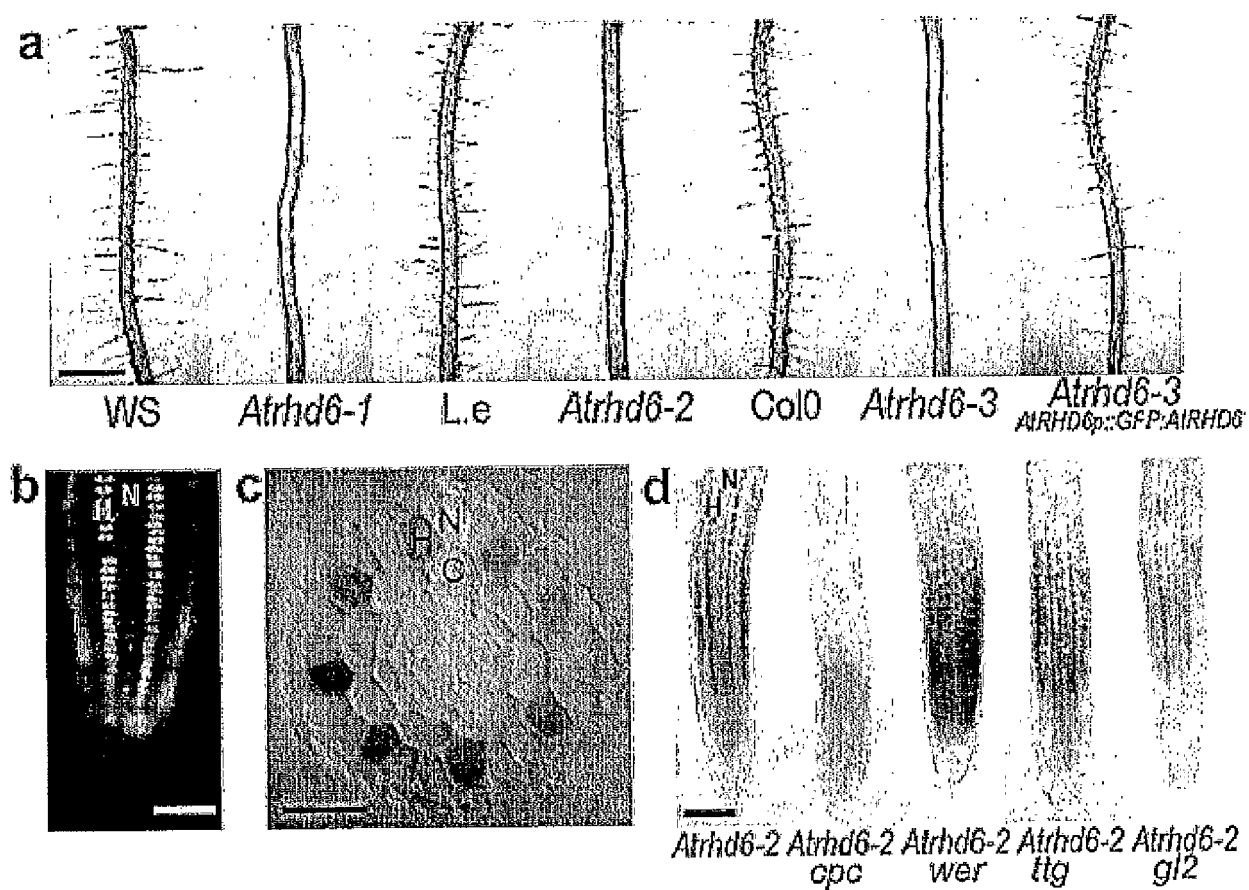 a
WS Atrhd6-1 L.e Atrhd6-2 Col0 Atrhd6-3 Atrhd6-3
AtRHD6p::GFP:AtRHD6
b N
H
c H N
C
d N
H
Atrhd6-2 Atrhd6-2 Atrhd6-2 Atrhd6-2 Atrhd6-2
cpc wer ttg gl2